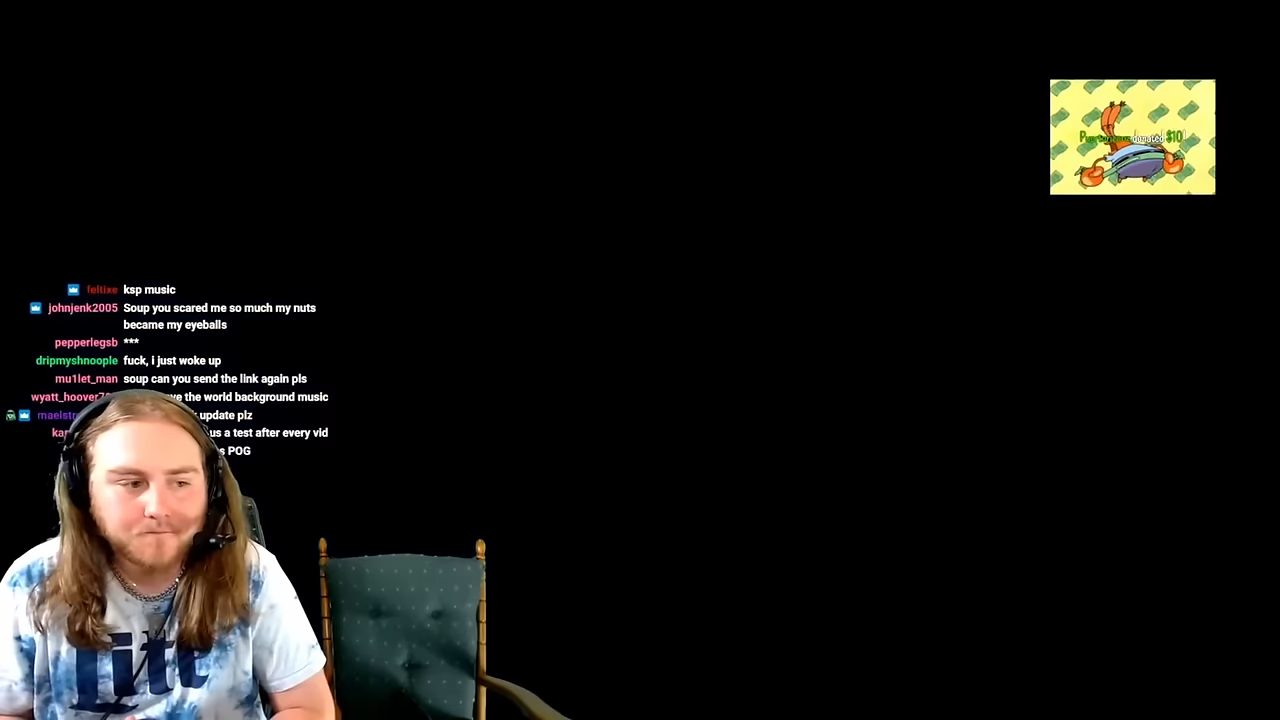 donated $10
feltixe ksp music
johnjenk2005 Soup you scared me so much my nuts
became my eyeballs
pepperlegsb ***
dripmyshnoople fuck, i just woke up
mu1let_man soup can you send the link again pls
wyatt_hoover the world background music
update plz
us a test after every vid
POG
Lite